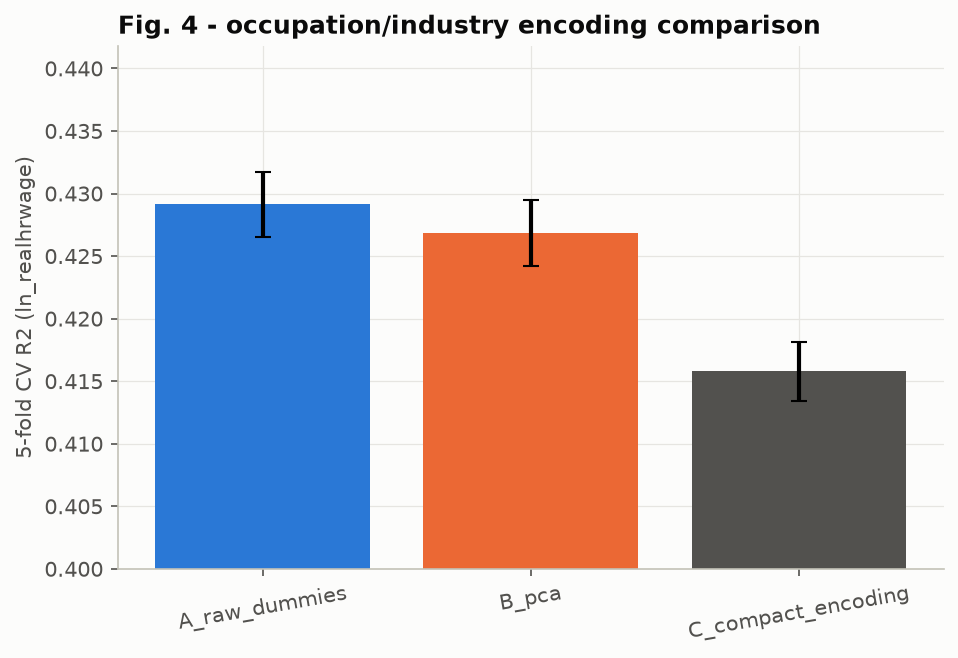 Fig. 4 - occupation/industry encoding comparison
5-fold CV R2 (ln_realhrwage)
0.440
0.435
0.430
0.425
0.420
0.415
0.410
0.405
0.400
A_raw_dummies
B_pca
C_compact_encoding